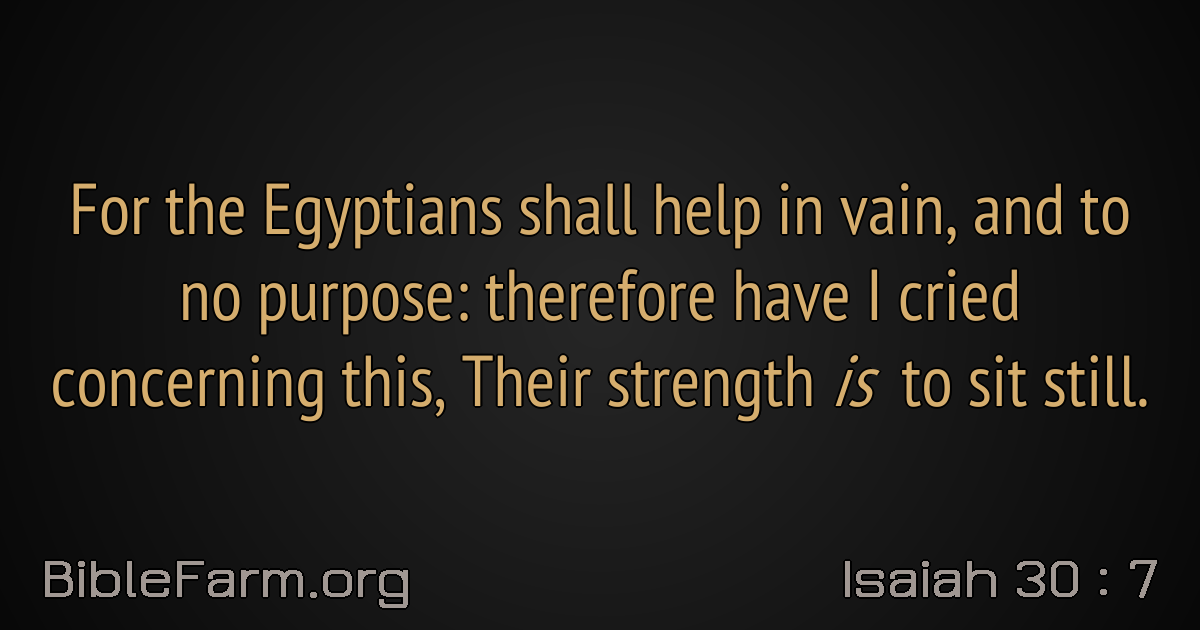 For the Egyptians shall help in vain, and to
no purpose: therefore have I cried
concerning this, Their strength is to sit still.
BibleFarm.org
Isaiah 30 : 7